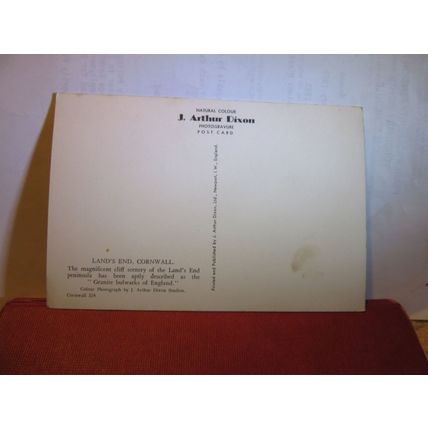 NATURAL COLOUR
J. Arthur Dixon
PHOTOGRAVURE
POST CARD
Printed and Published by J. Arthur Dixon, Ltd., Newport, I.W., England.
LAND'S END, CORNWALL.
The magnificent cliff scenery of the Land's End
peninsula has been aptly described as the
"Granite bulwarks of England."
Colour Photograph by J. Arthur Dixon Studios.
Cornwall